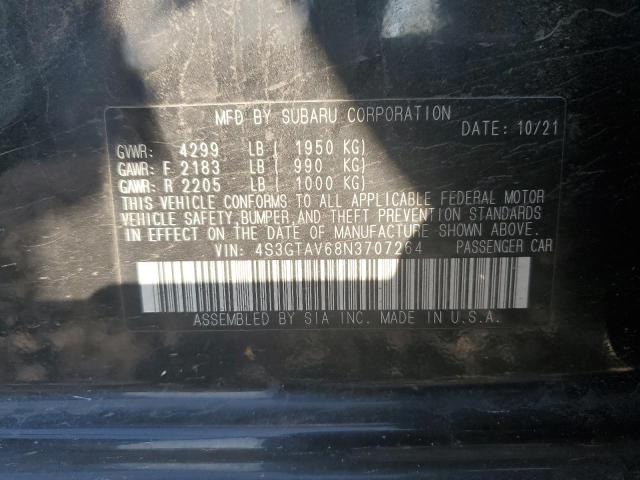 MFD BY SUBARU CORPORATION
DATE: 10/21
GVWR: 4299 LB ( 1950 KG)
GAWR: F 2183 LB ( 990 KG)
GAWR: R 2205 LB ( 1000 KG)
THIS VEHICLE CONFORMS TO ALL APPLICABLE FEDERAL MOTOR
VEHICLE SAFETY, BUMPER, AND THEFT PREVENTION STANDARDS
IN EFFECT ON THE DATE OF MANUFACTURE SHOWN ABOVE.
VIN: 4S3GTAV68N3707264 PASSENGER CAR
ASSEMBLED BY SIA INC. MADE IN U.S.A.